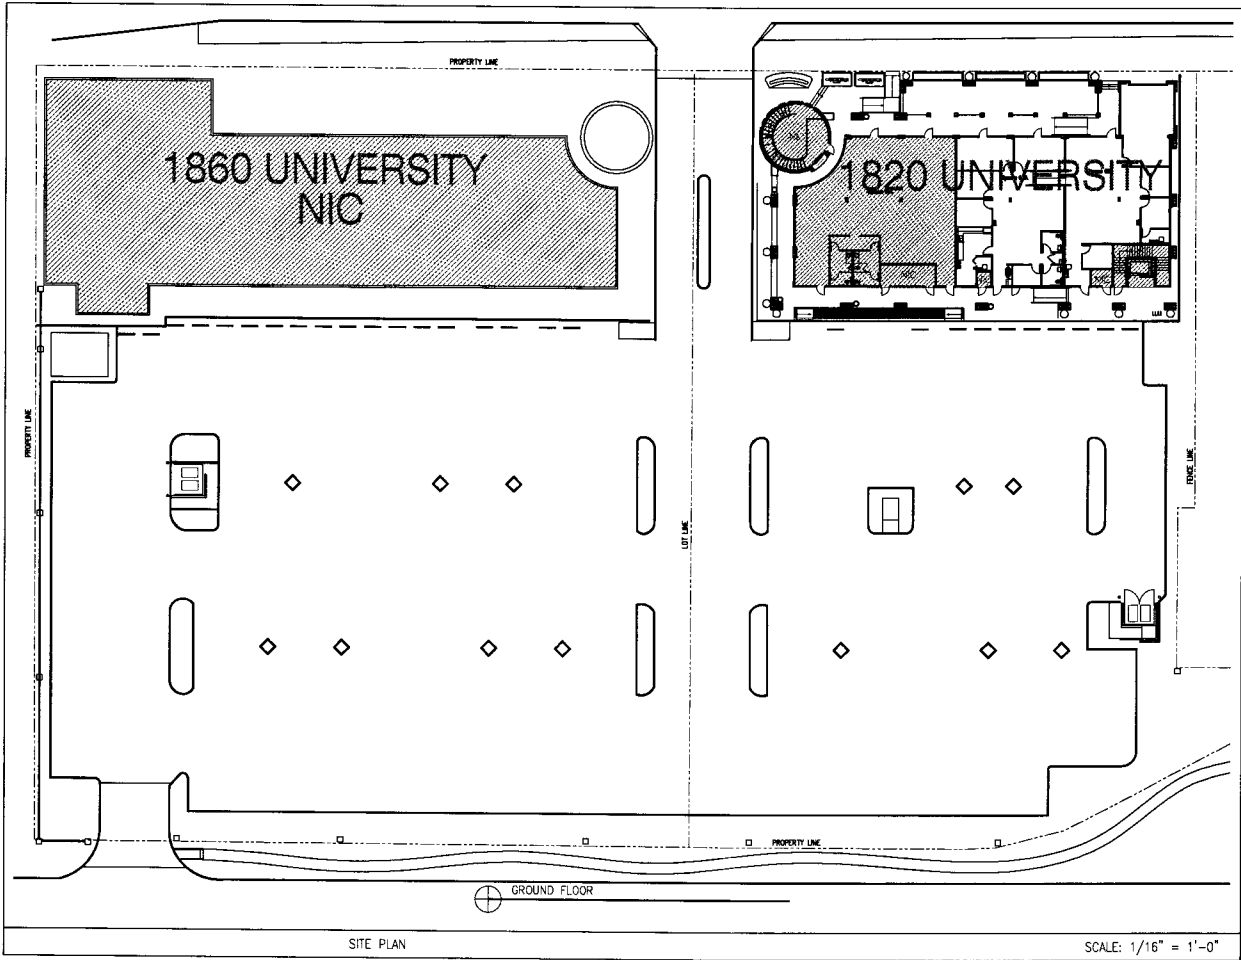 PROPERTY LINE
1860 UNIVERSITY
NIC
1820 UNIVERSITY
NIC
PROPERTY LINE
LOT LINE
FENCE LINE
PROPERTY LINE
GROUND FLOOR
SITE PLAN
SCALE: 1/16" = 1'-0"